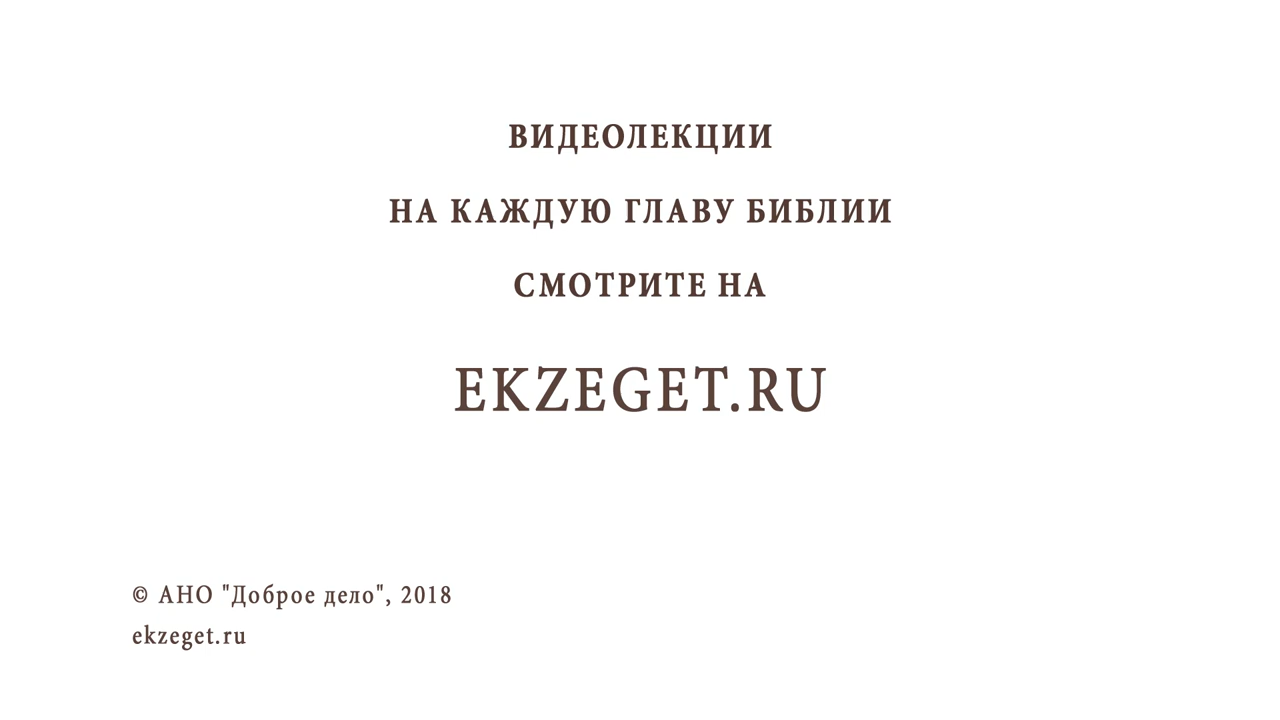 ВИДЕОЛЕКЦИИ
НА КАЖДУЮ ГЛАВУ БИБЛИИ
СМОТРИТЕ НА
EKZEGET.RU
© АНО "Доброе дело", 2018
ekzeget.ru